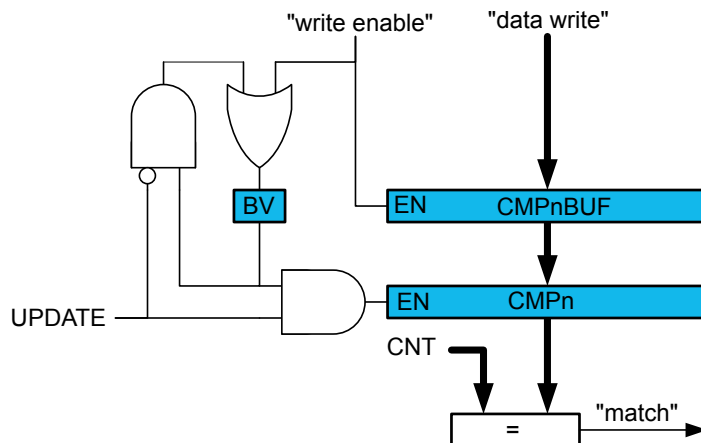 "write enable"
"data write"
BV
EN
CMPnBUF
EN
CMPn
UPDATE
CNT
=
"match"